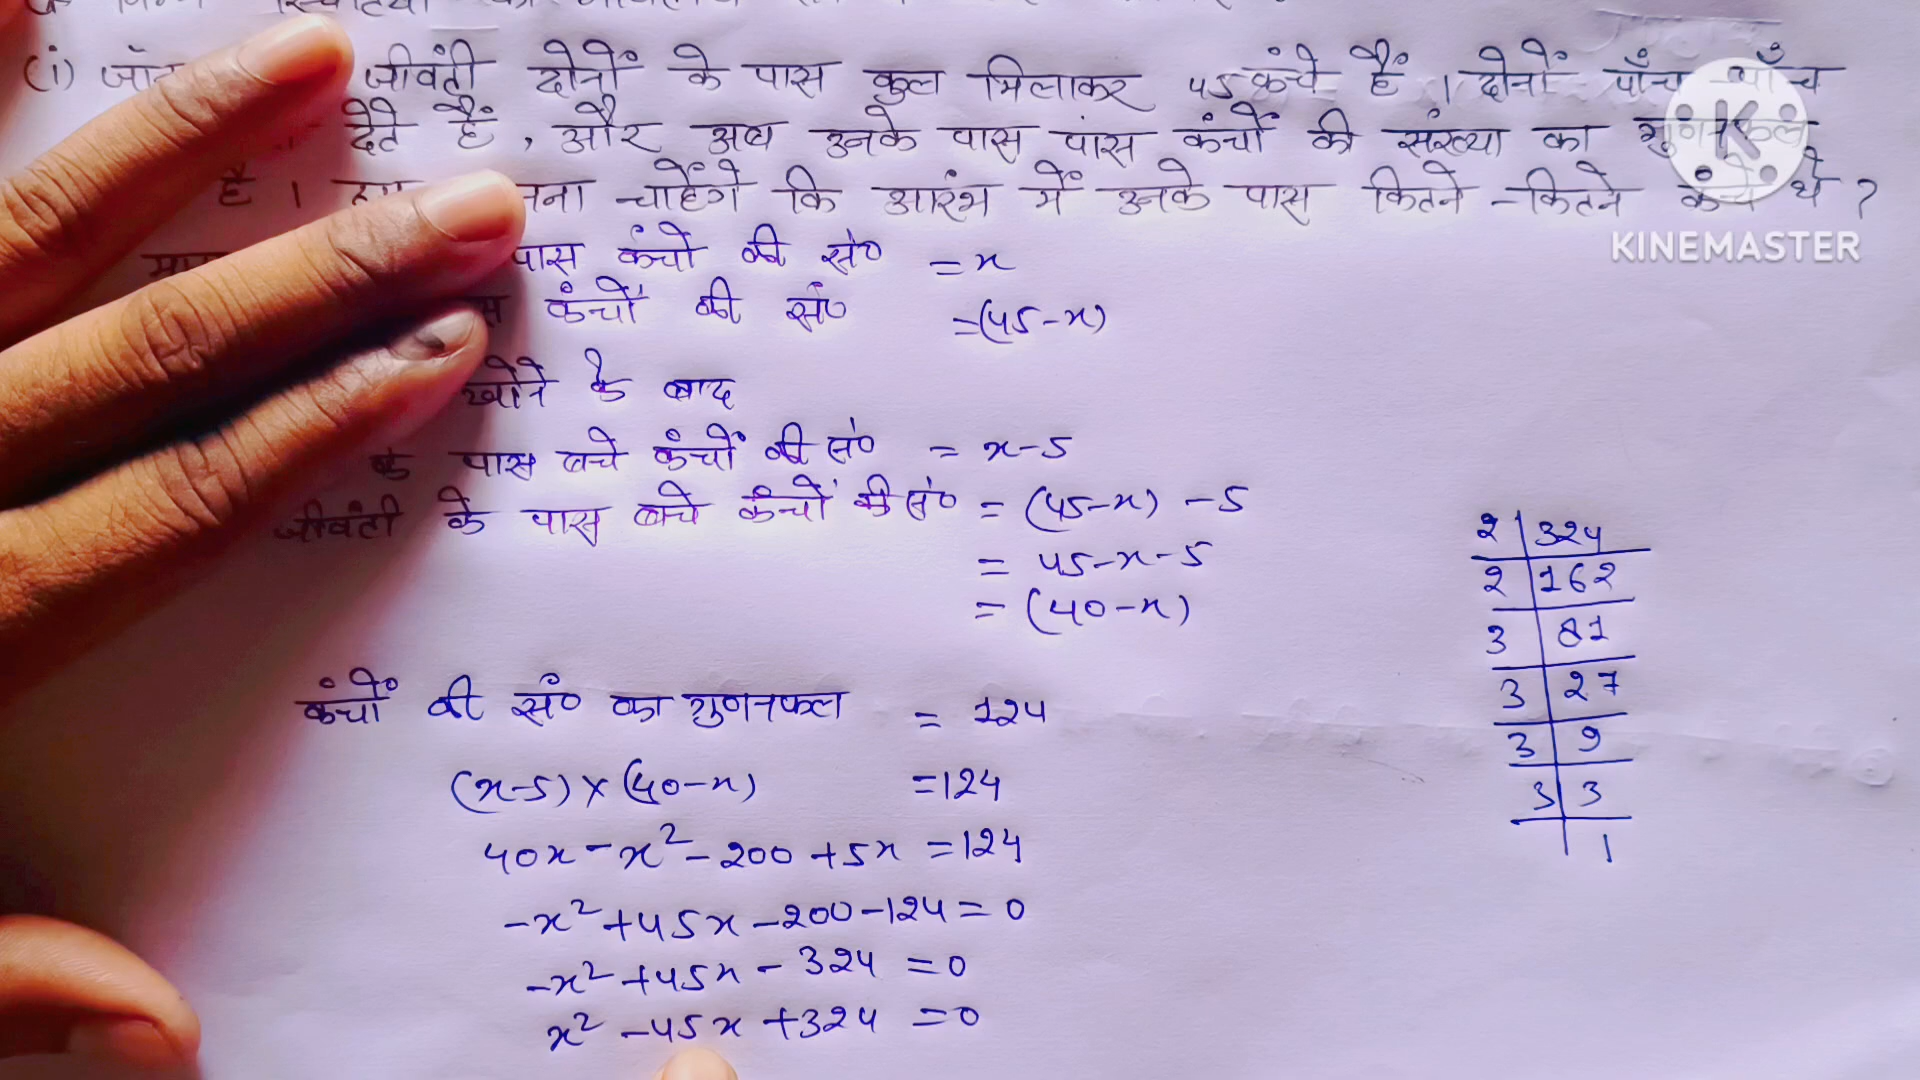 (i) जॉ जीवंती दोनों के पास कुल मिलाकर 45 कंचे हैं । दोनों पाँच पाँच
देते हैं , और अब उनके पास पास कंचों की संख्या का गुणनफल
है । चाहेंगे कि आरंभ में उनके पास कितने -कितने कंचे थे ?
पास कंचों की सं० = x
कंचों की सं० =(45-x)
खोने के बाद
के पास बचे कंचों की सं० = x-5
जीवंती के पास बचे कंचों की सं० = (45-x) -5
= 45-x-5
= (40-x)
कंचों की सं० का गुणनफल = 124
(x-5)×(40-x) =124
40x-x²-200+5x =124
-x²+45x-200-124=0
-x²+45x-324 =0
x²-45x+324 =0
2 | 324
2 | 162
3 | 81
3 | 27
3 | 9
3 | 3
| 1
K
KINEMASTER